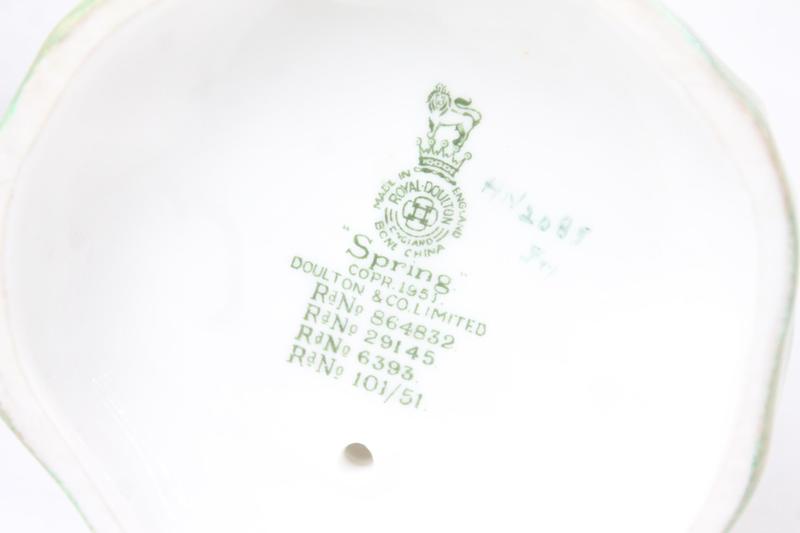 MADE IN ENGLAND
ROYAL·DOULTON
ENGLAND
BONE CHINA
HN2085
"Spring"
COPR. 1951.
DOULTON & CO. LIMITED
RdNo 864832
RdNo 29145
RdNo 6393.
RdNo 101/51.